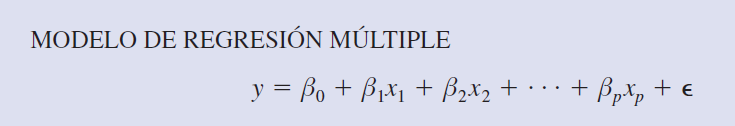 MODELO DE REGRESIÓN MÚLTIPLE
y = β₀ + β₁x₁ + β₂x₂ + · · · + βₚxₚ + ϵ